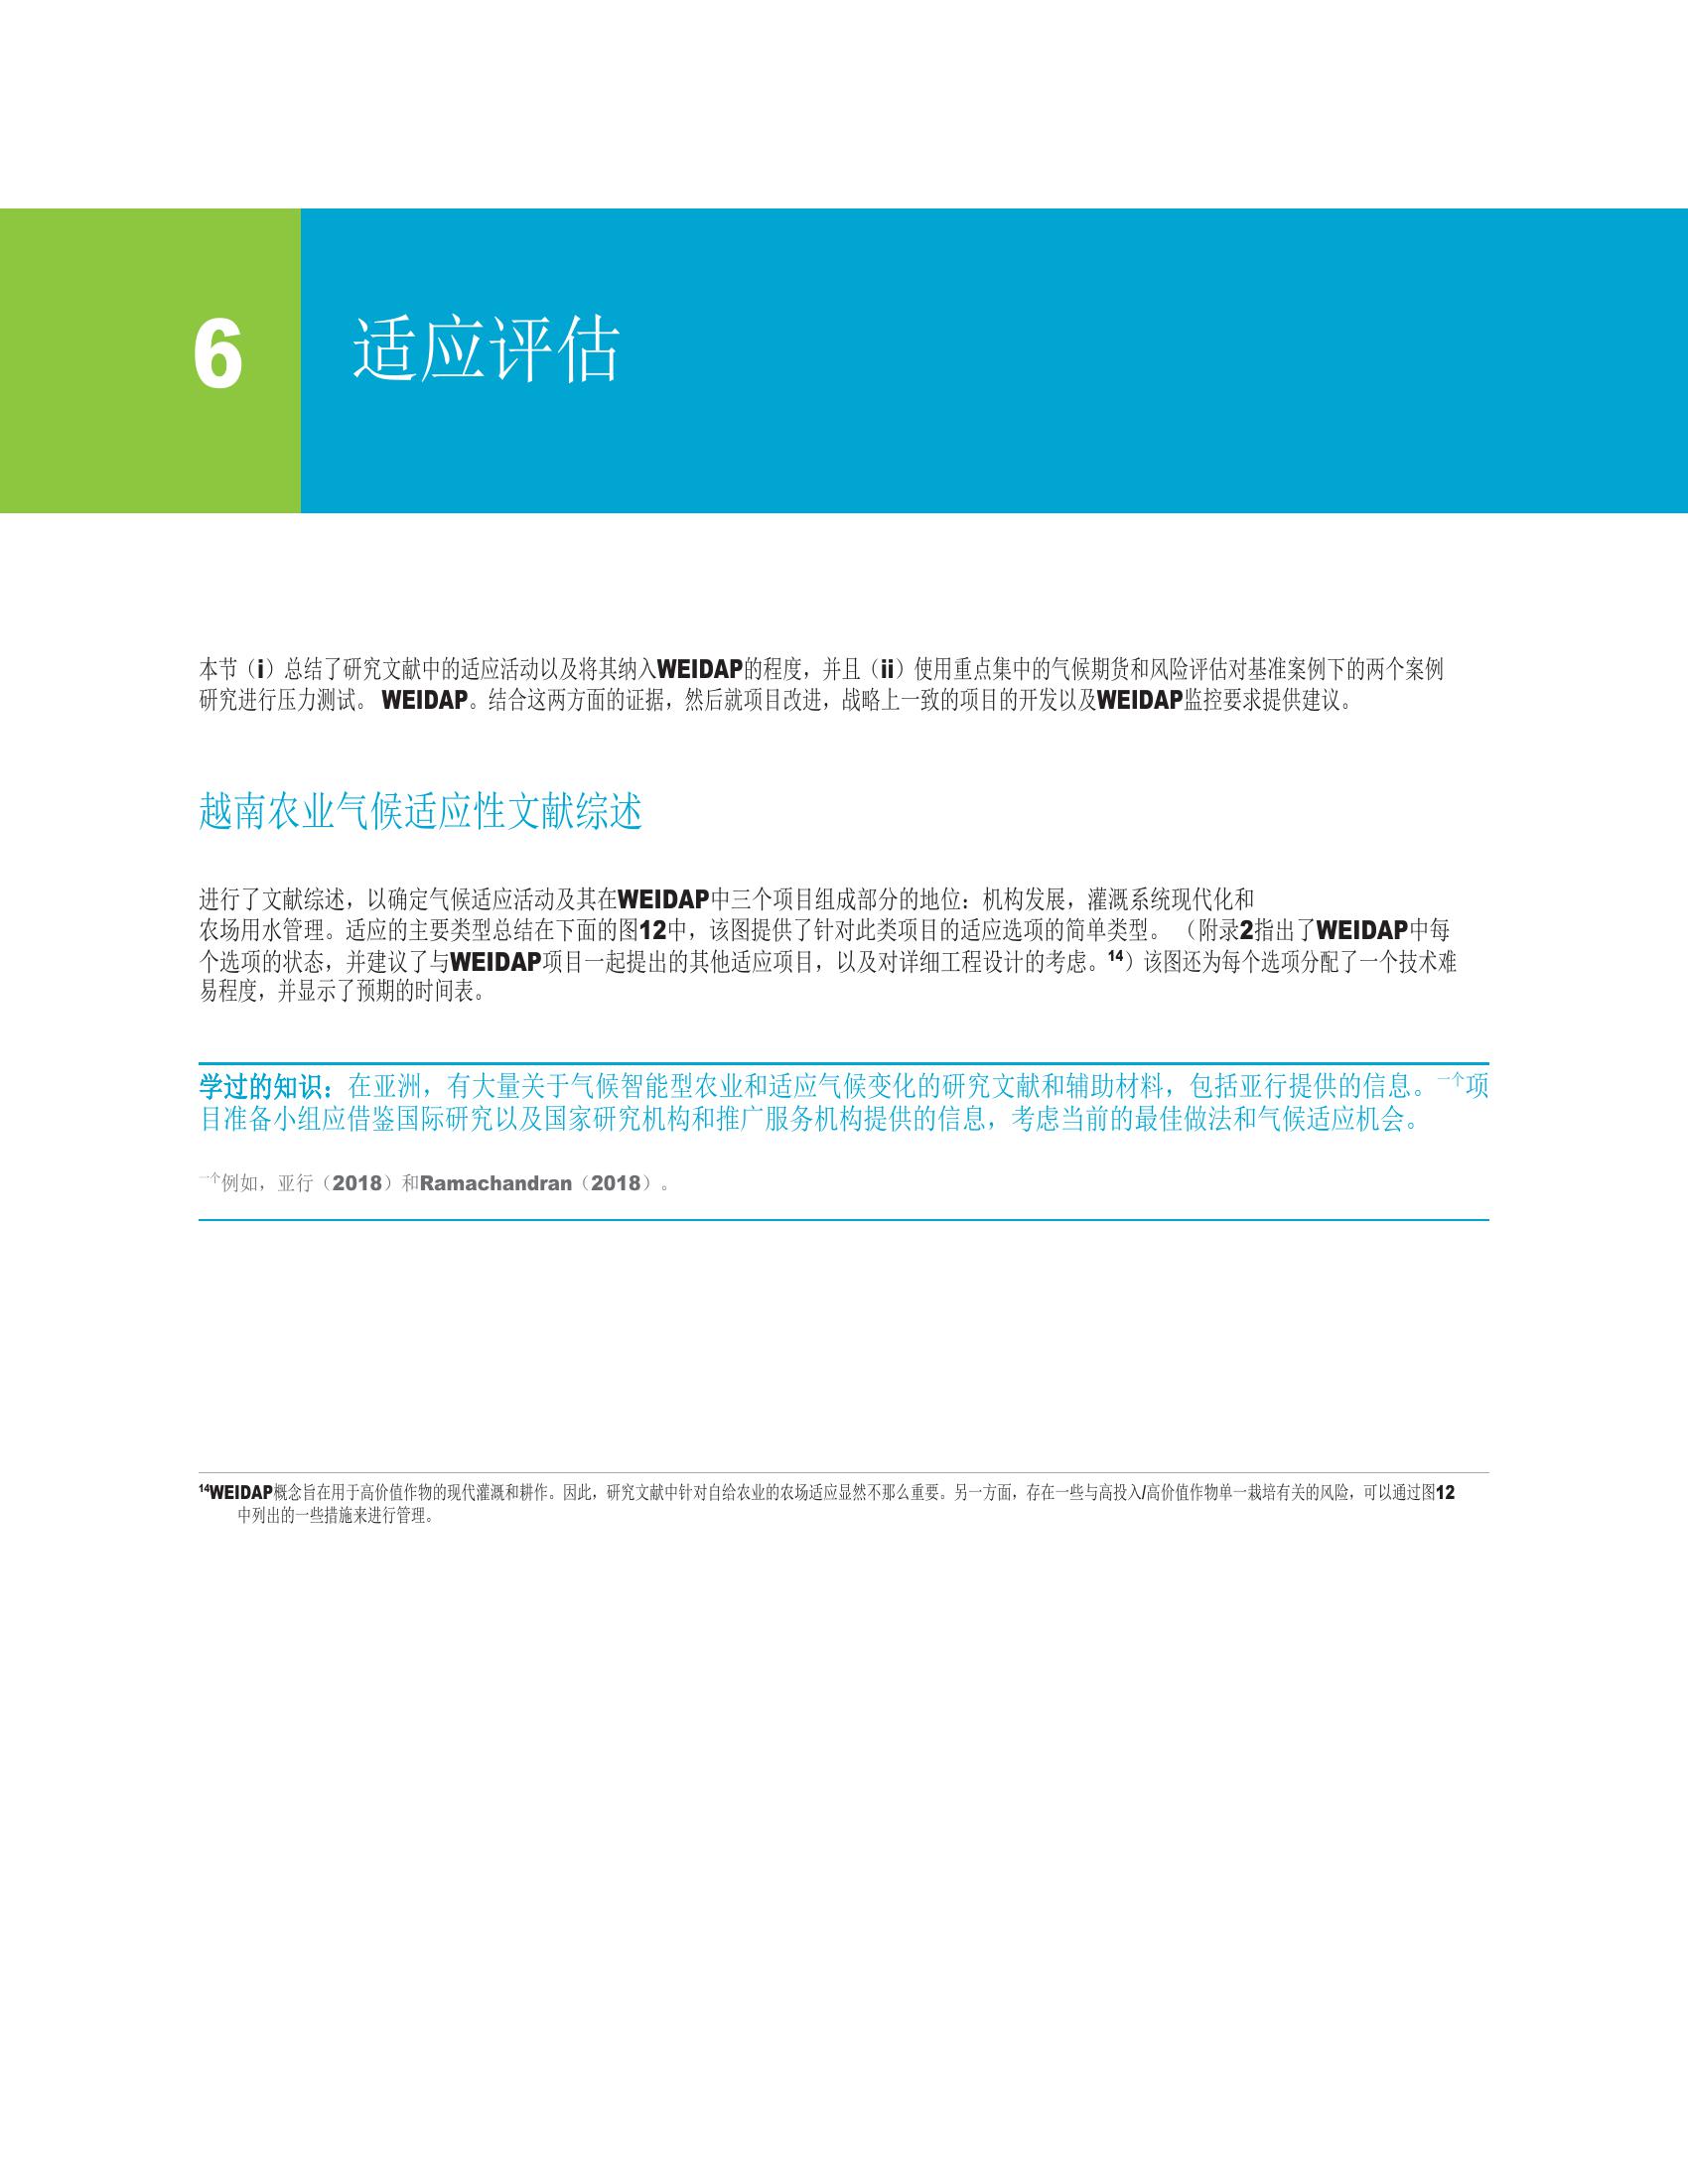 6
适应评估
本节（i）总结了研究文献中的适应活动以及将其纳入WEIDAP的程度，并且（ii）使用重点集中的气候期货和风险评估对基准案例下的两个案例
研究进行压力测试。 WEIDAP。结合这两方面的证据，然后就项目改进，战略上一致的项目的开发以及WEIDAP监控要求提供建议。
越南农业气候适应性文献综述
进行了文献综述，以确定气候适应活动及其在WEIDAP中三个项目组成部分的地位：机构发展，灌溉系统现代化和
农场用水管理。适应的主要类型总结在下面的图12中，该图提供了针对此类项目的适应选项的简单类型。 （附录2指出了WEIDAP中每
个选项的状态，并建议了与WEIDAP项目一起提出的其他适应项目，以及对详细工程设计的考虑。14）该图还为每个选项分配了一个技术难
易程度，并显示了预期的时间表。
学过的知识：在亚洲，有大量关于气候智能型农业和适应气候变化的研究文献和辅助材料，包括亚行提供的信息。一个项
目准备小组应借鉴国际研究以及国家研究机构和推广服务机构提供的信息，考虑当前的最佳做法和气候适应机会。
一个例如，亚行（2018）和Ramachandran（2018）。
14WEIDAP概念旨在用于高价值作物的现代灌溉和耕作。因此，研究文献中针对自给农业的农场适应显然不那么重要。另一方面，存在一些与高投入/高价值作物单一栽培有关的风险，可以通过图12
中列出的一些措施来进行管理。